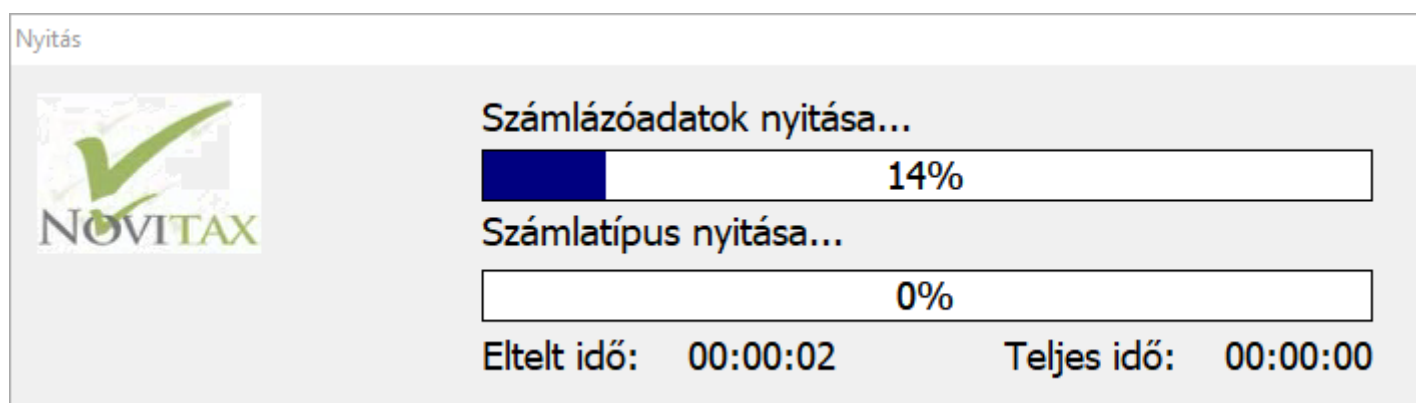 Nyitás
NOVITAX
Számlázóadatok nyitása...
14%
Számlatípus nyitása...
0%
Eltelt idő: 00:00:02 Teljes idő: 00:00:00